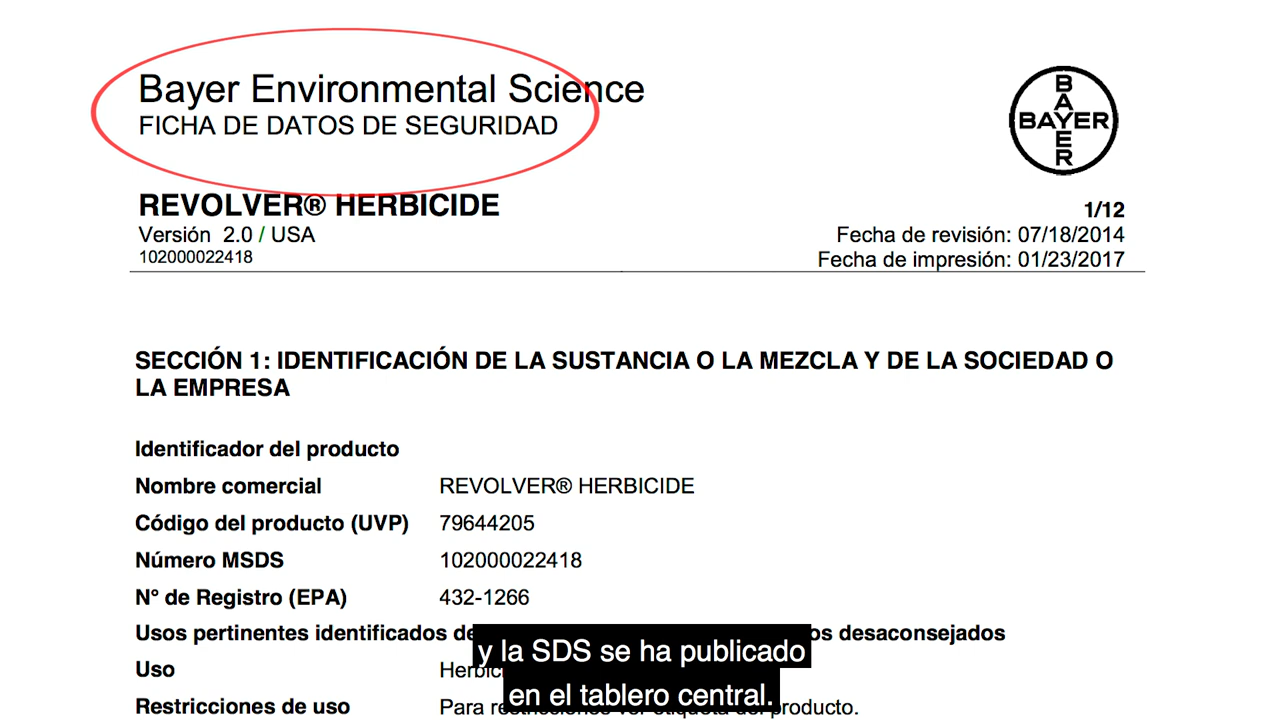 Bayer Environmental Science
FICHA DE DATOS DE SEGURIDAD
BAYER
BAYER
REVOLVER® HERBICIDE
1/12
Versión 2.0 / USA
Fecha de revisión: 07/18/2014
102000022418
Fecha de impresión: 01/23/2017
SECCIÓN 1: IDENTIFICACIÓN DE LA SUSTANCIA O LA MEZCLA Y DE LA SOCIEDAD O
LA EMPRESA
Identificador del producto
Nombre comercial REVOLVER® HERBICIDE
Código del producto (UVP) 79644205
Número MSDS 102000022418
N° de Registro (EPA) 432-1266
Usos pertinentes identificados desaconsejados
Uso
Restricciones de uso Para del producto.
y la SDS se ha publicado
en el tablero central.